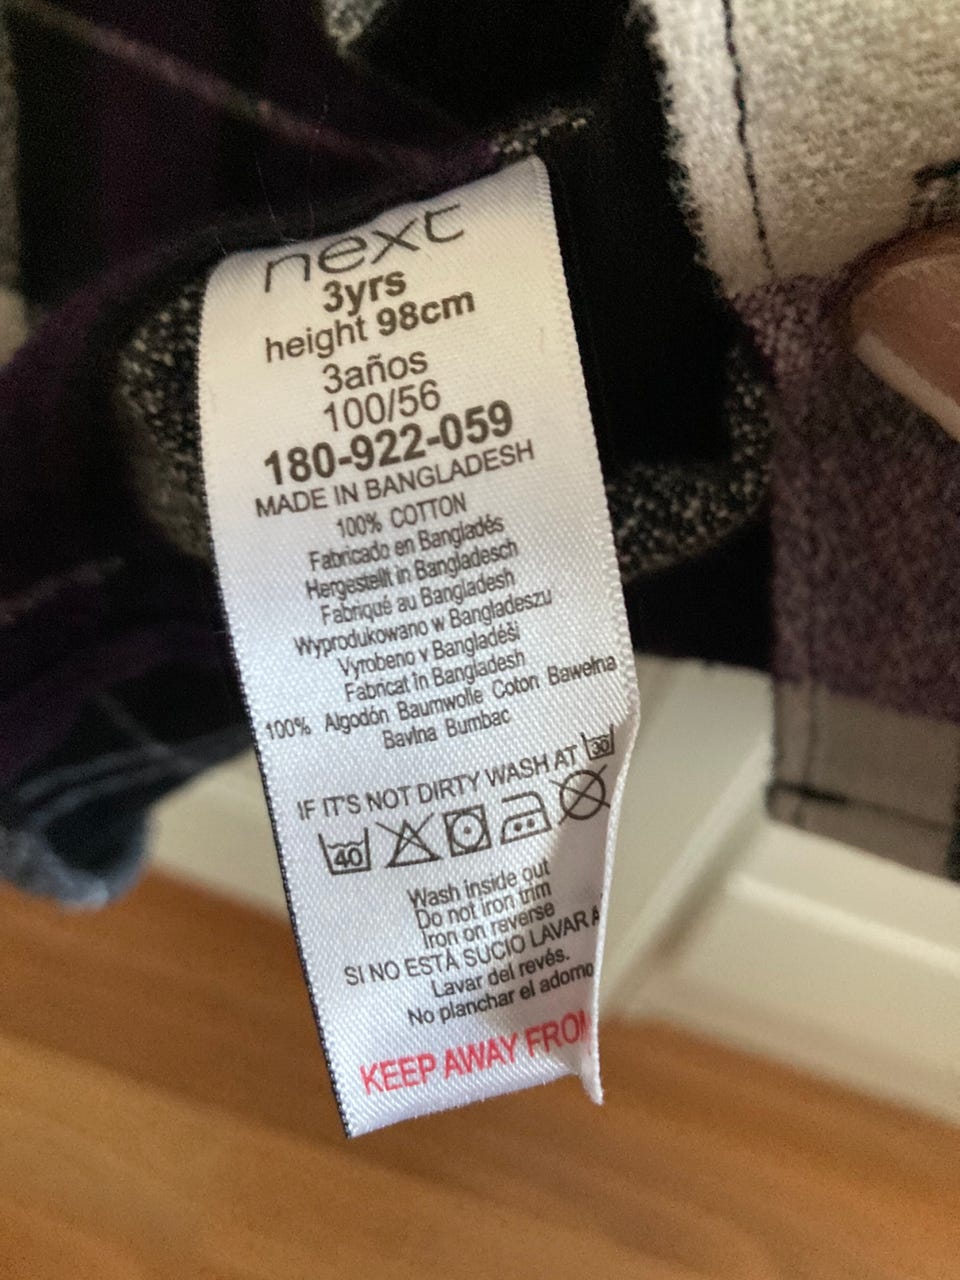 next
3yrs
height 98cm
3años
100/56
180-922-059
MADE IN BANGLADESH
100% COTTON
Fabricado en Bangladés
Hergestellt in Bangladesch
Fabriqué au Bangladesh
Wyprodukowano w Bangladeszu
Vyrobeno v Bangladéši
Fabricat în Bangladesh
100% Algodón Baumwolle Coton Bawełna
Bavlna Bumbac
IF IT'S NOT DIRTY WASH AT 30
40
Wash inside out
Do not iron trim
Iron on reverse
SI NO ESTÁ SUCIO LAVAR A
Lavar del revés.
No planchar el adorno
KEEP AWAY FROM